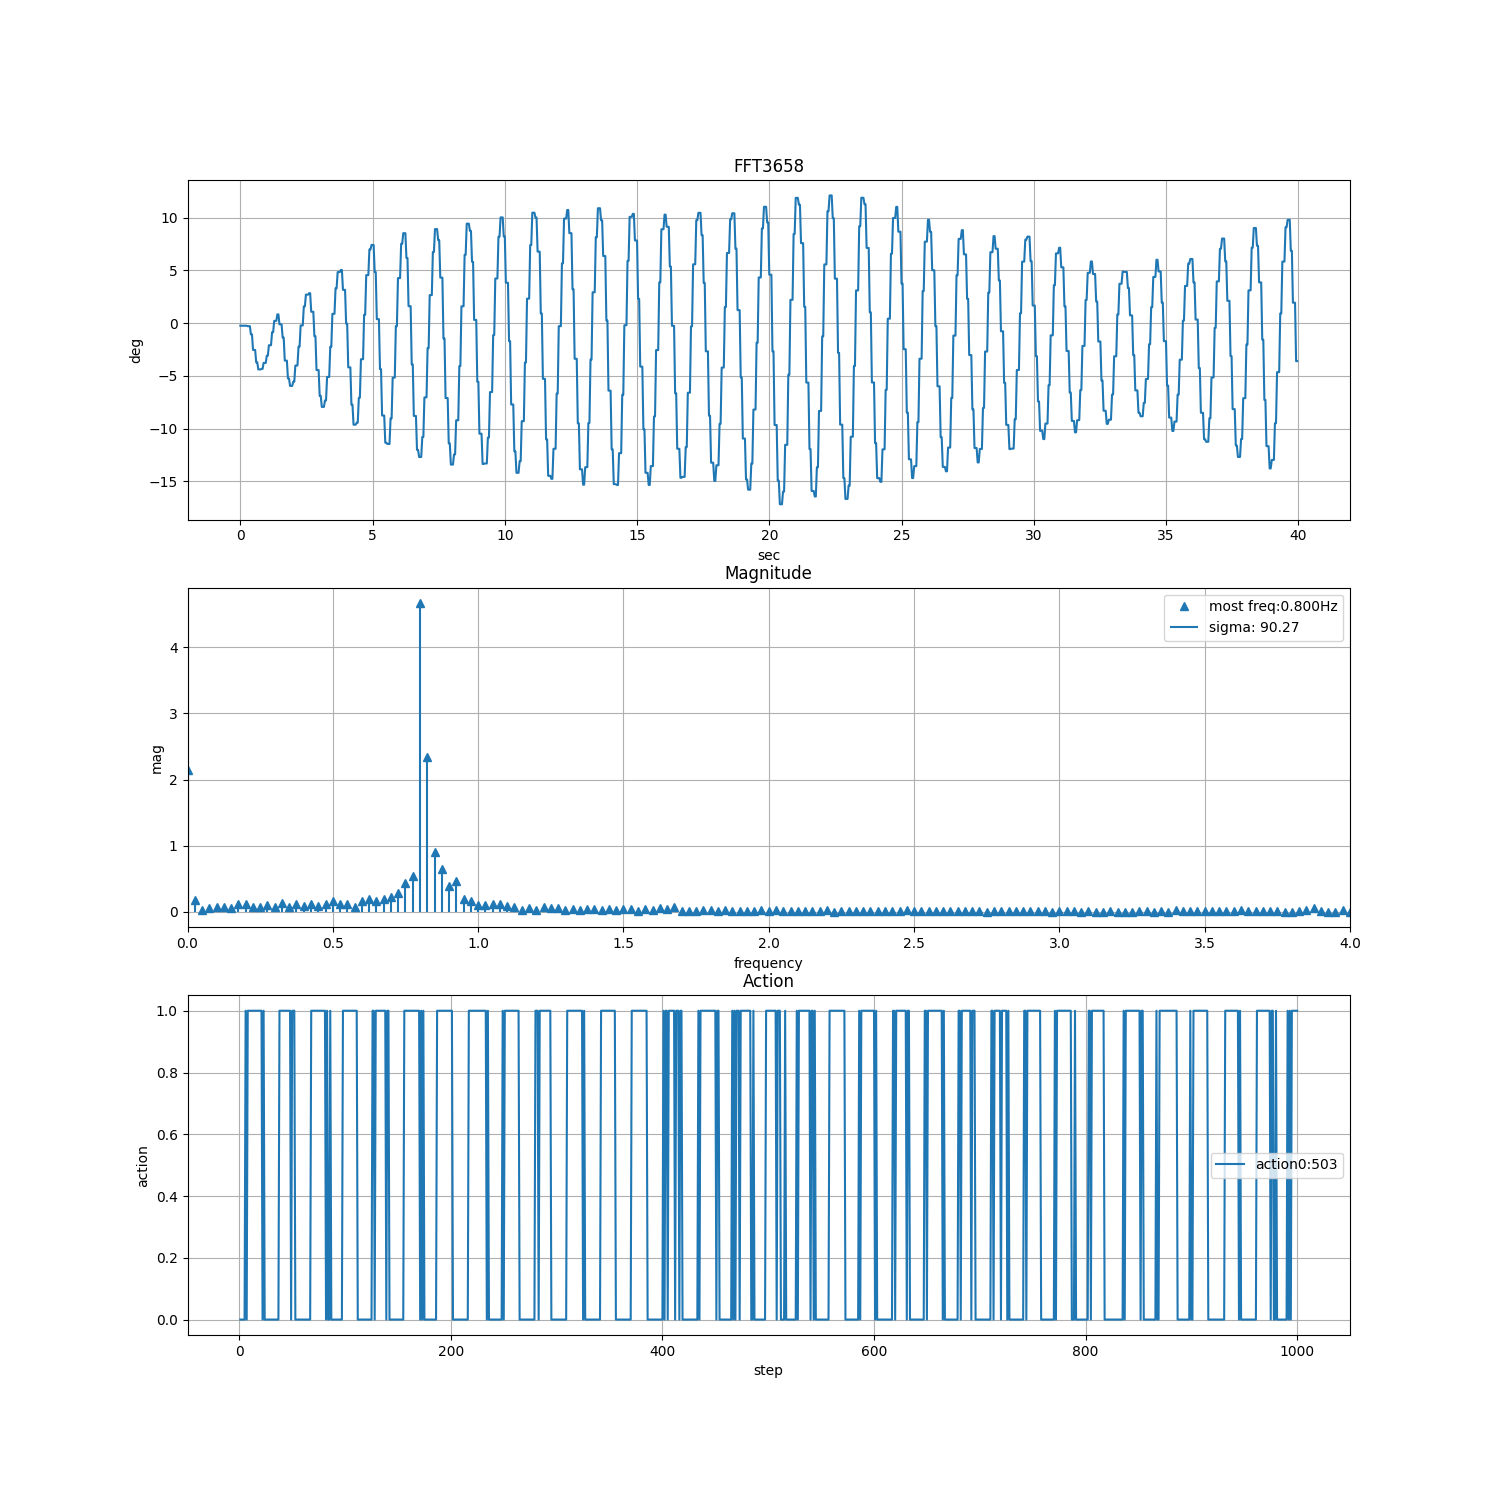 FFT3658
10
5
0
−5
−10
−15
deg
0 5 10 15 20 25 30 35 40
sec
Magnitude
most freq:0.800Hz
sigma: 90.27
4
3
2
1
0
mag
0.0 0.5 1.0 1.5 2.0 2.5 3.0 3.5 4.0
frequency
Action
1.0
0.8
0.6
0.4
0.2
0.0
action
action0:503
0 200 400 600 800 1000
step